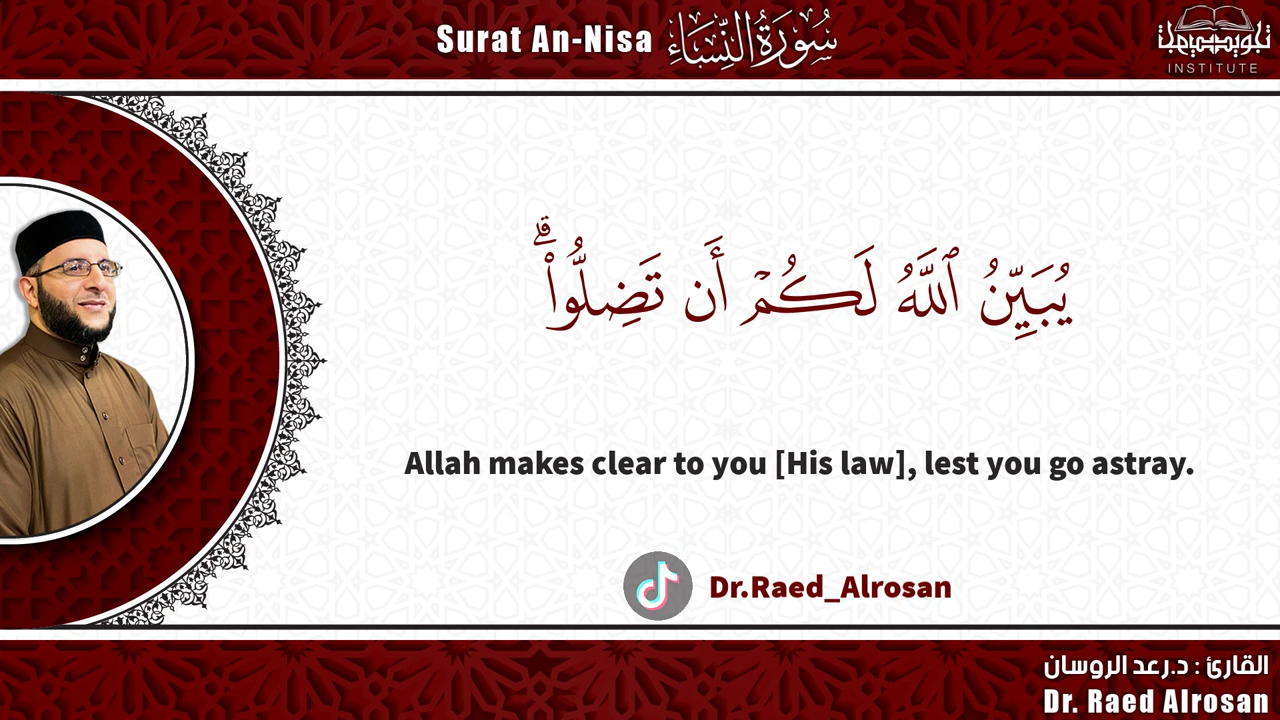 Surat An-Nisa سُورَةُ النِّسَاءِ
INSTITUTE
يُبَيِّنُ ٱللَّهُ لَكُمۡ أَن تَضِلُّواْۗ
Allah makes clear to you [His law], lest you go astray.
Dr.Raed_Alrosan
القارئ : د.رعد الروسان
Dr. Raed Alrosan